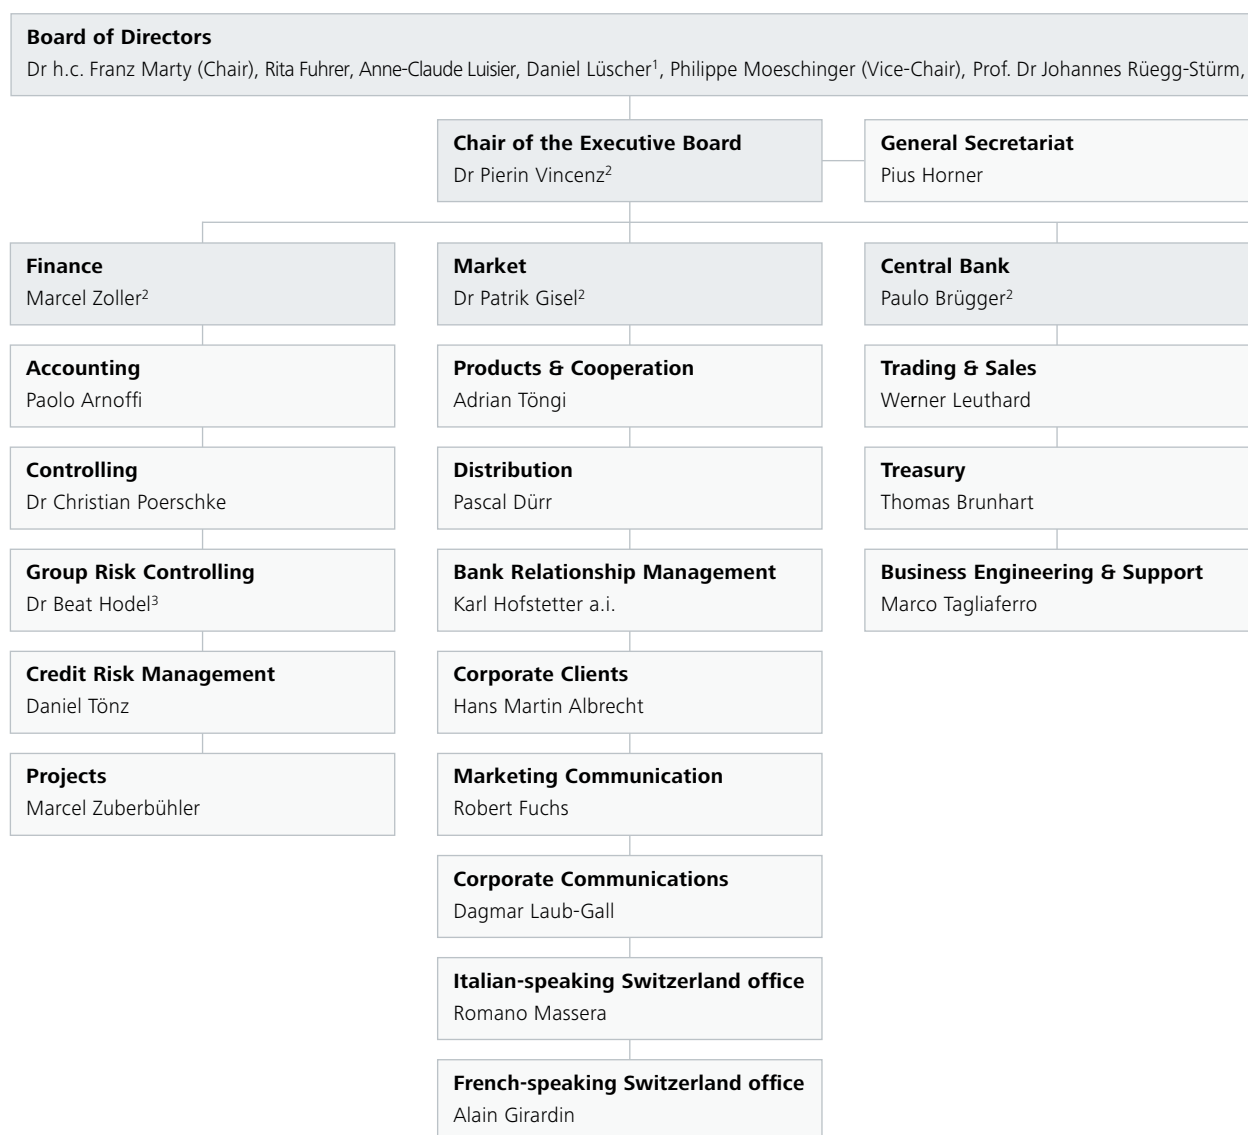 Board of Directors
Dr h.c. Franz Marty (Chair), Rita Fuhrer, Anne-Claude Luisier, Daniel Lüscher¹, Philippe Moeschinger (Vice-Chair), Prof. Dr Johannes Rüegg-Stürm,
Chair of the Executive Board
Dr Pierin Vincenz²
General Secretariat
Pius Horner
Finance
Marcel Zoller²
Accounting
Paolo Arnoffi
Controlling
Dr Christian Poerschke
Group Risk Controlling
Dr Beat Hodel³
Credit Risk Management
Daniel Tönz
Projects
Marcel Zuberbühler
Market
Dr Patrik Gisel²
Products & Cooperation
Adrian Töngi
Distribution
Pascal Dürr
Bank Relationship Management
Karl Hofstetter a.i.
Corporate Clients
Hans Martin Albrecht
Marketing Communication
Robert Fuchs
Corporate Communications
Dagmar Laub-Gall
Italian-speaking Switzerland office
Romano Massera
French-speaking Switzerland office
Alain Girardin
Central Bank
Paulo Brügger²
Trading & Sales
Werner Leuthard
Treasury
Thomas Brunhart
Business Engineering & Support
Marco Tagliaferro